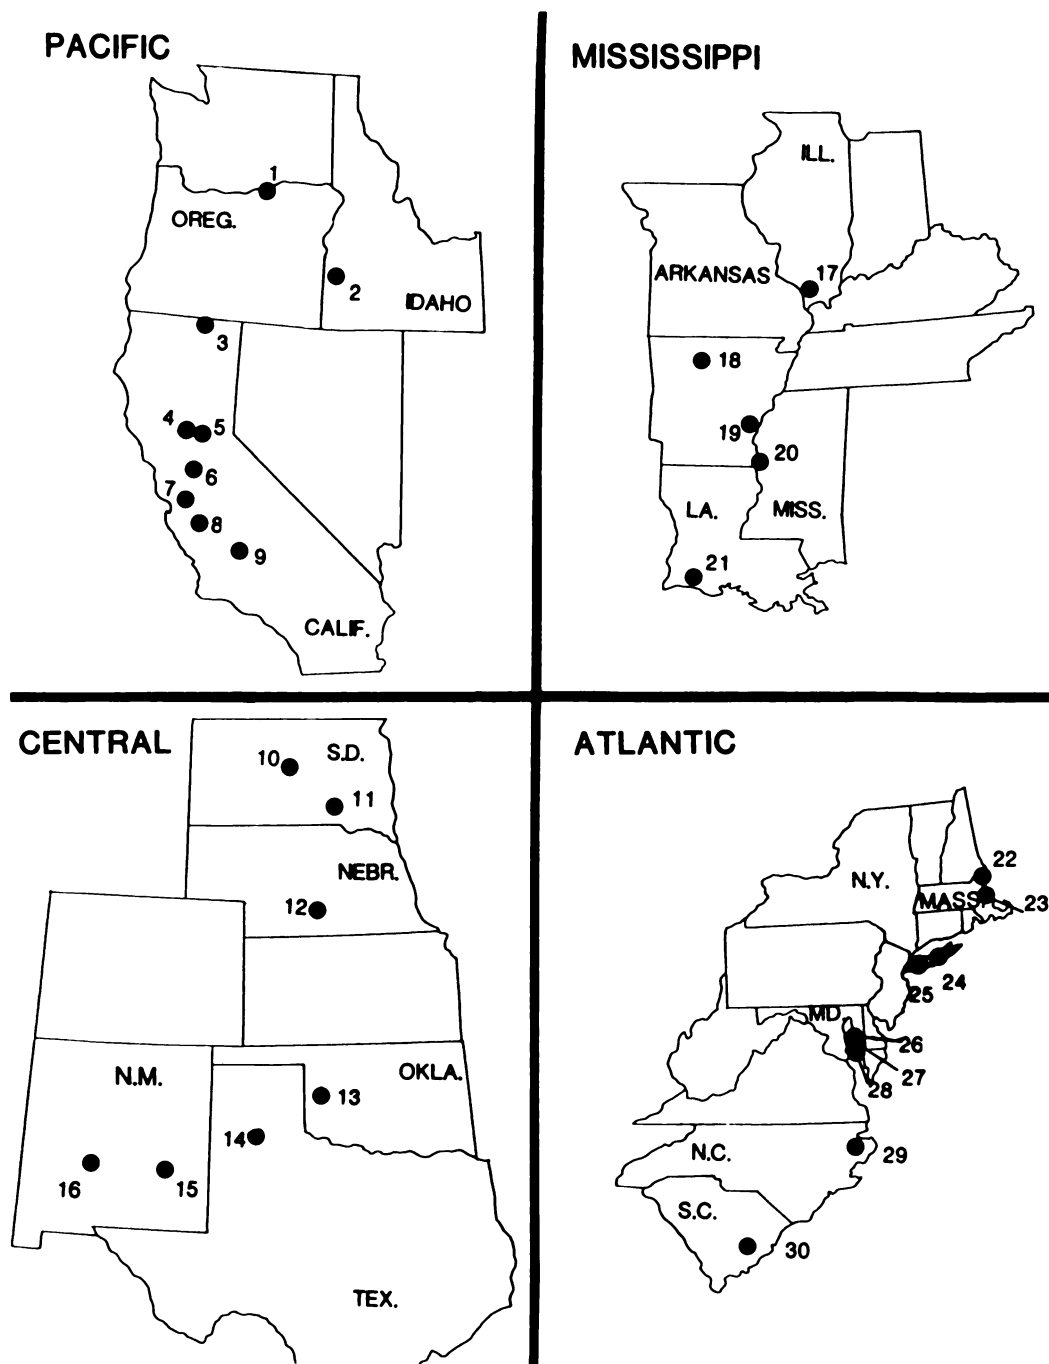 PACIFIC
1
OREG.
2
IDAHO
3
4
5
6
7
8
9
CALIF.
MISSISSIPPI
ILL.
ARKANSAS
17
18
19
20
LA.
MISS.
21
CENTRAL
10
S.D.
11
NEBR.
12
N.M.
OKLA.
13
14
16
15
TEX.
ATLANTIC
22
N.Y.
MASS.
23
24
25
MD.
26
27
28
N.C.
29
S.C.
30